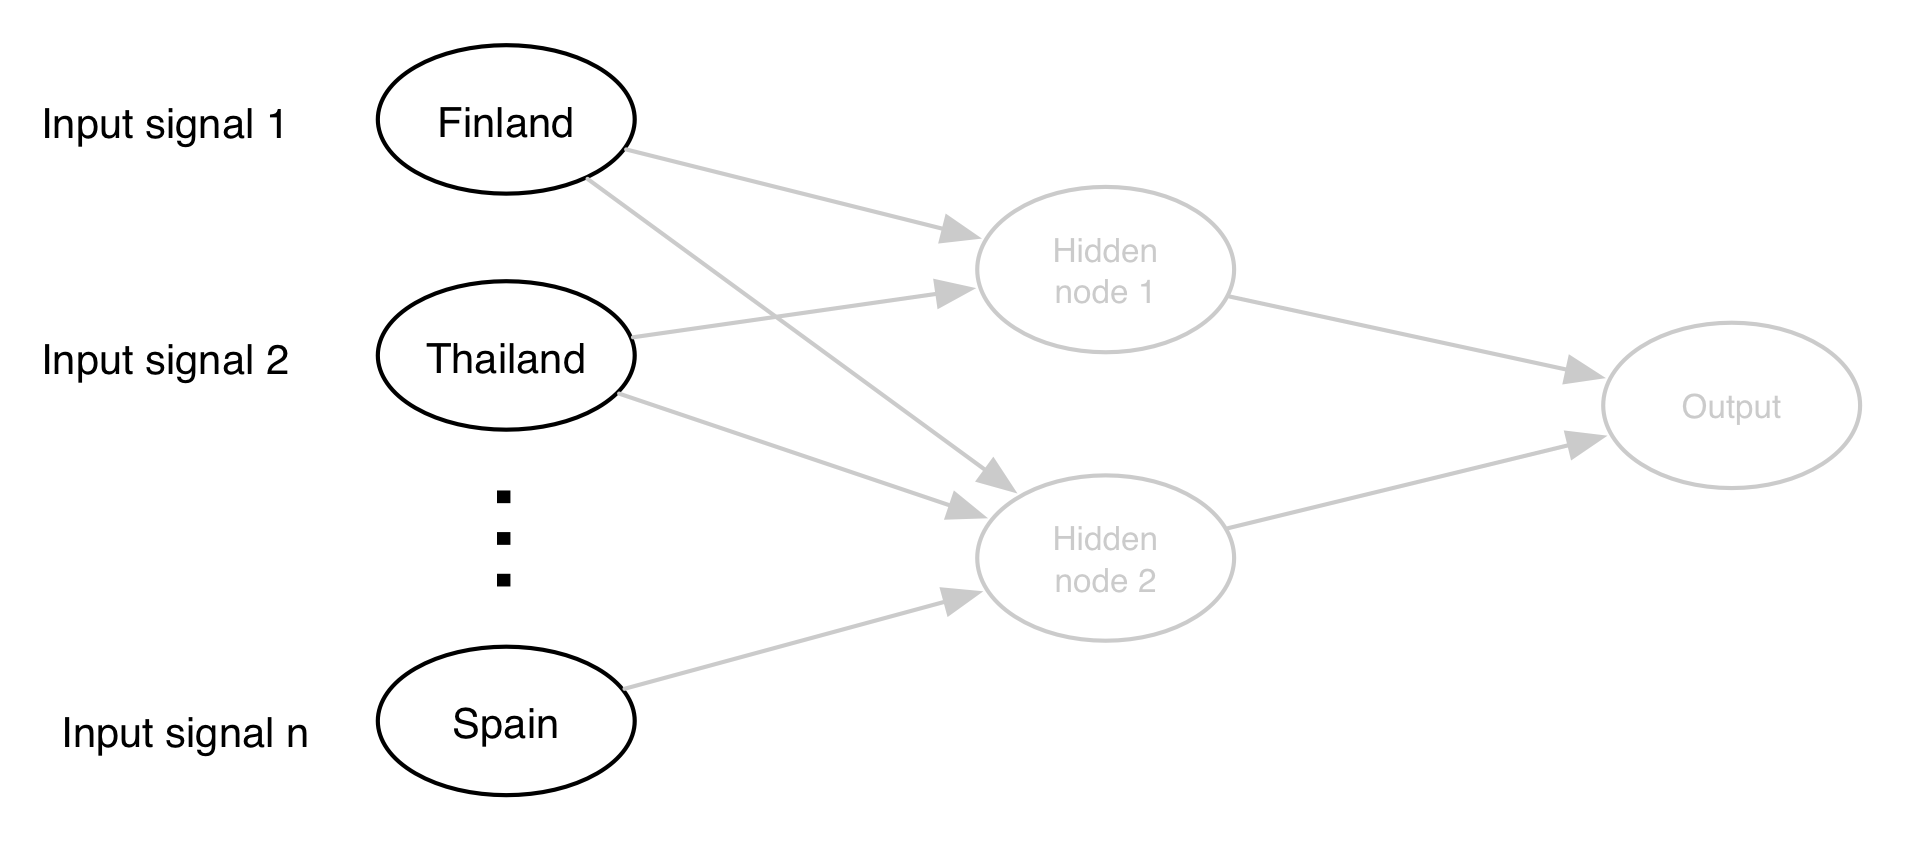 Input signal 1
Finland
Hidden
node 1
Input signal 2
Thailand
Output
Hidden
node 2
Input signal n
Spain